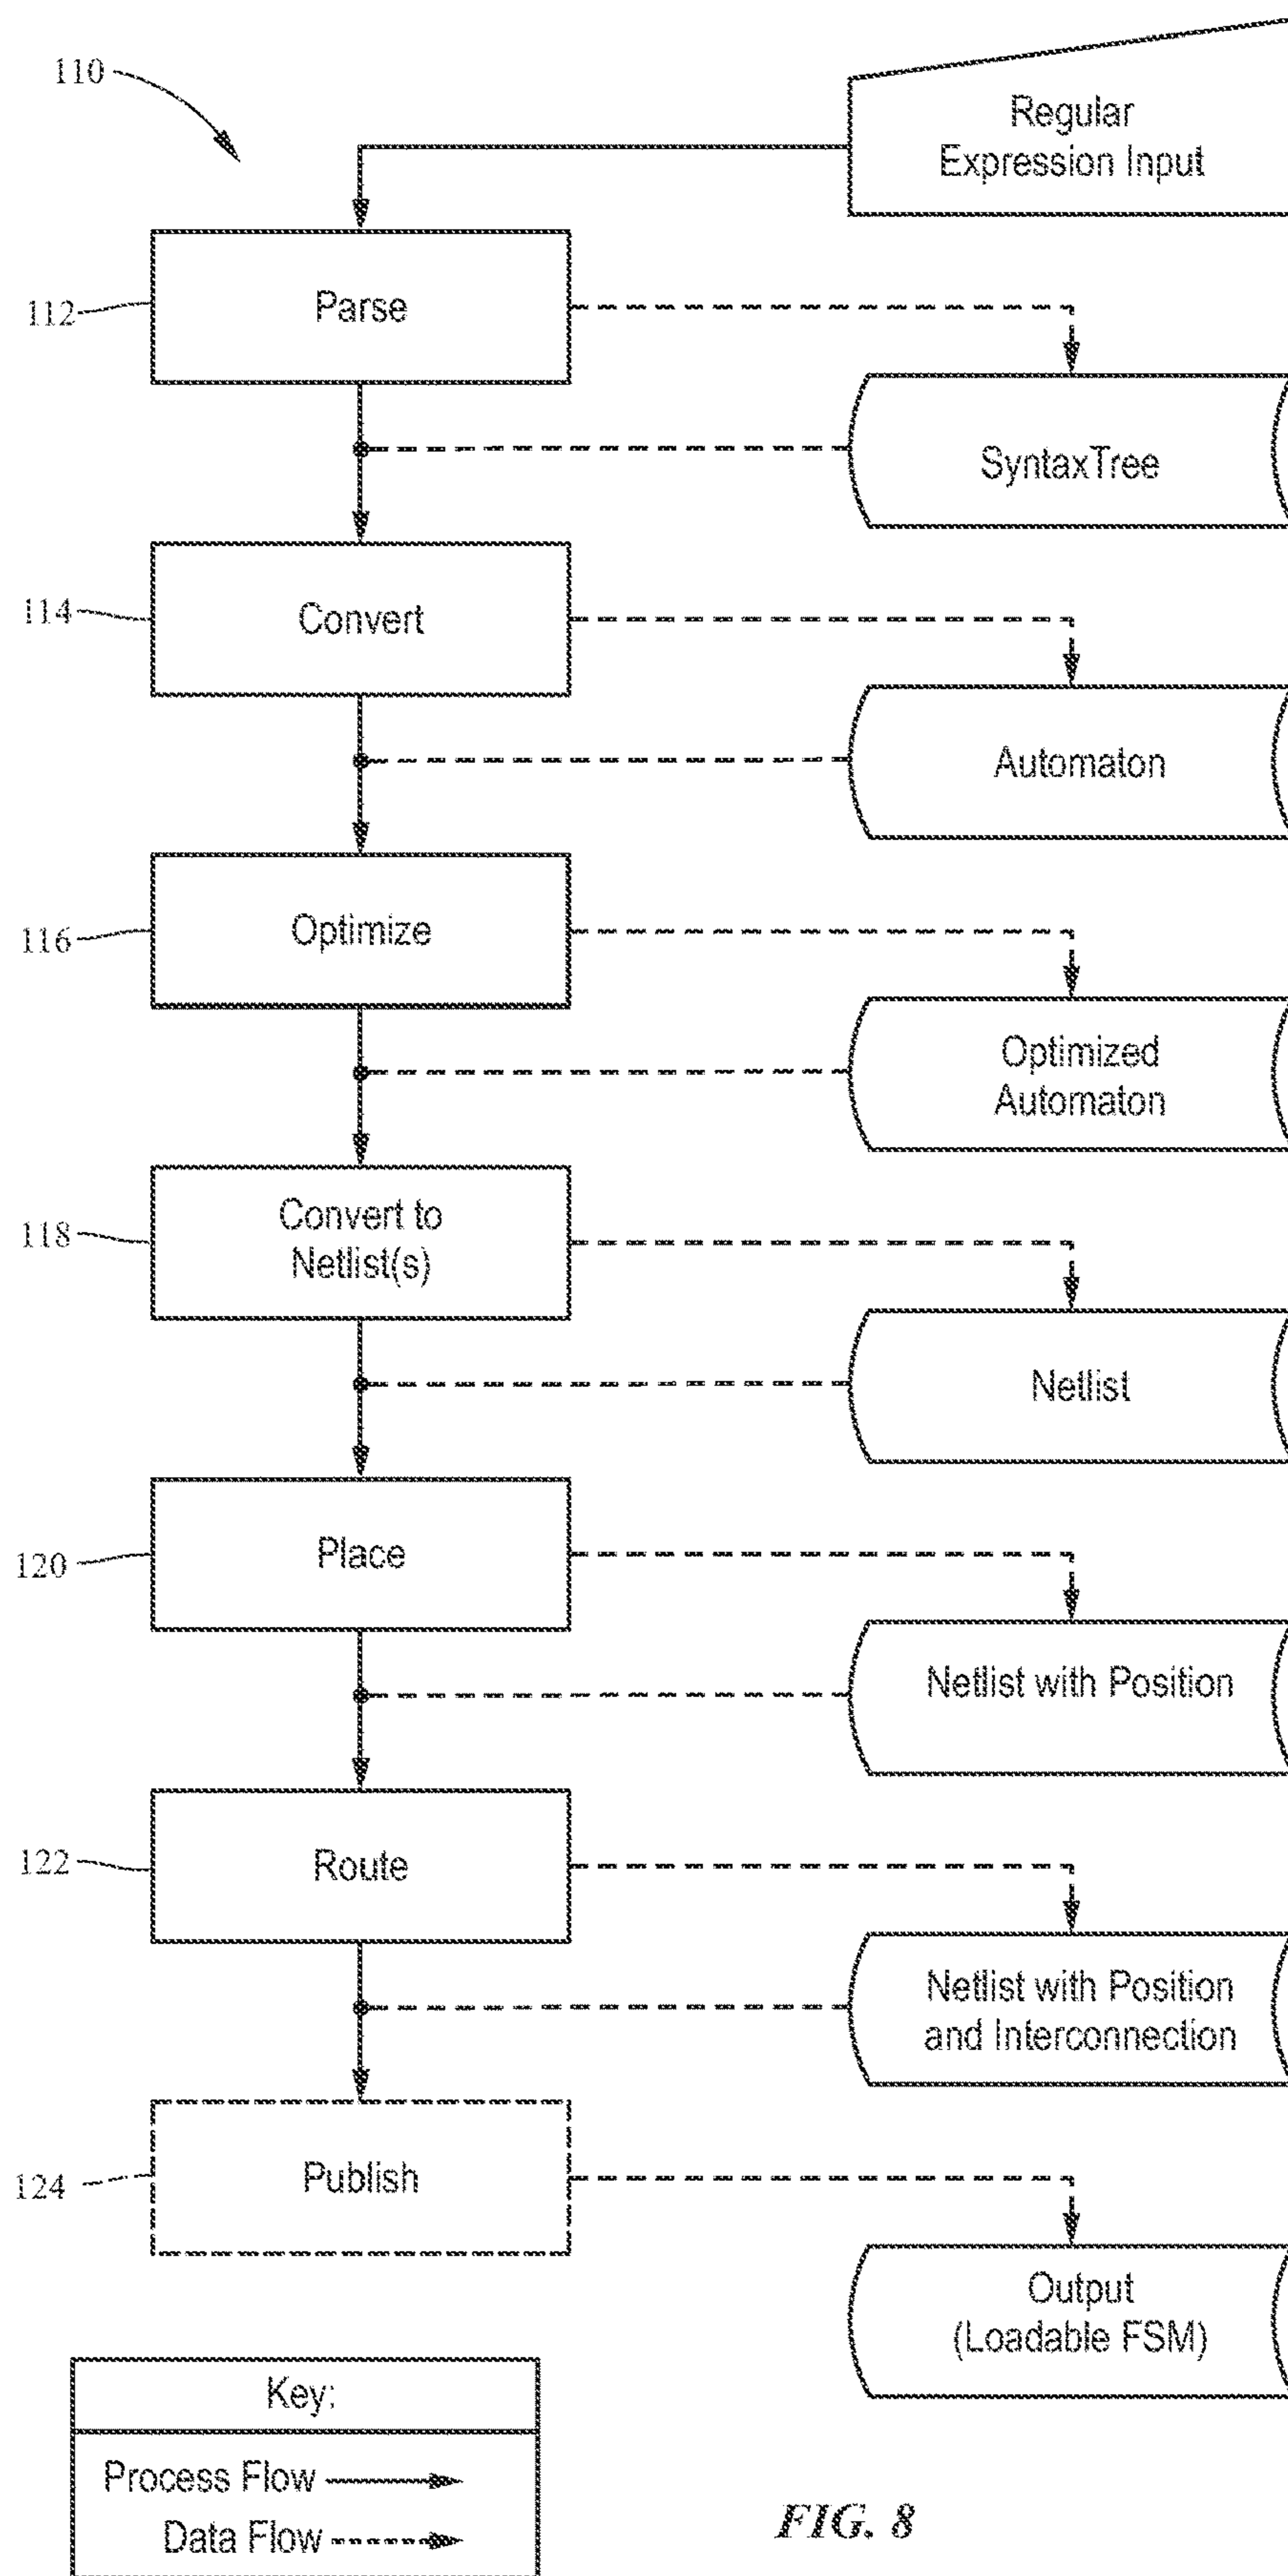 110
Regular
Expression Input
112
Parse
SyntaxTree
114
Convert
Automaton
116
Optimize
Optimized
Automaton
118
Convert to
Netlist(s)
Netlist
120
Place
Netlist with Position
122
Route
Netlist with Position
and Interconnection
124
Publish
Output
(Loadable FSM)
Key:
Process Flow
Data Flow
FIG. 8